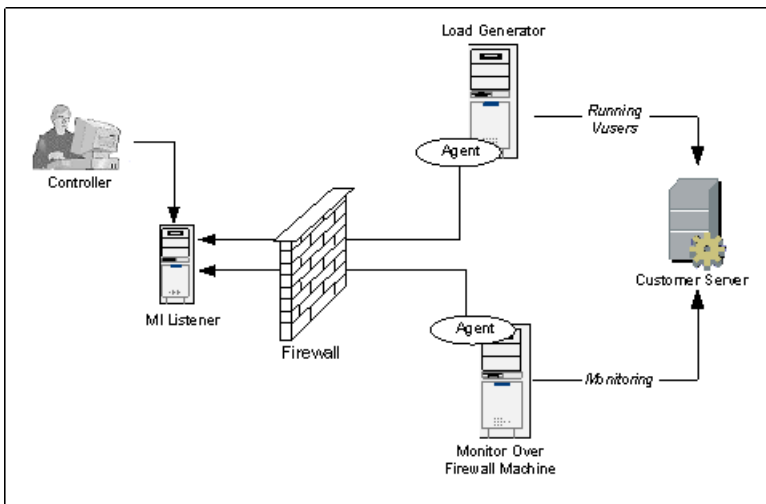 Load Generator
Running
Vusers
Agent
Controller
Customer Server
MI Listener
Firewall
Agent
Monitoring
Monitor Over
Firewall Machine